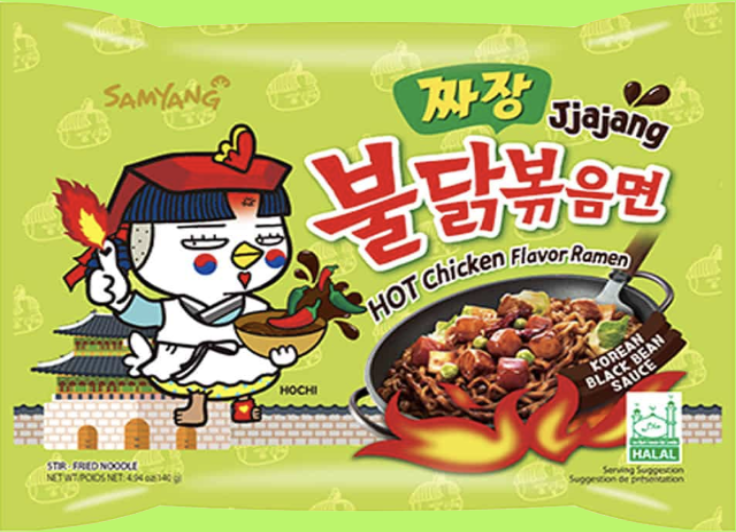 SAMYANG
짜장
Jjajang
불닭볶음면
HOT Chicken Flavor Ramen
KOREAN
BLACK BEAN
SAUCE
HOCHI
HALAL
STIR - FRIED NOODLE
NET WT/POIDS NET: 4.94 oz(140 g)
Serving Suggestion
Suggestion de présentation